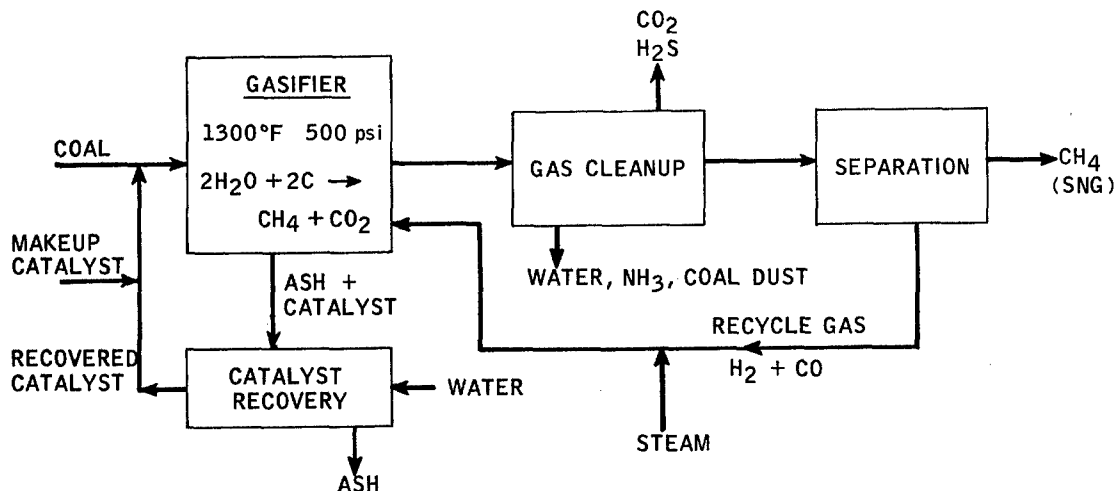 CO2
H2S
GASIFIER
1300°F 500 psi
2H2O + 2C →
CH4 + CO2
COAL
GAS CLEANUP
SEPARATION
CH4
(SNG)
MAKEUP
CATALYST
ASH +
CATALYST
WATER, NH3, COAL DUST
RECYCLE GAS
H2 + CO
RECOVERED
CATALYST
CATALYST
RECOVERY
WATER
STEAM
ASH